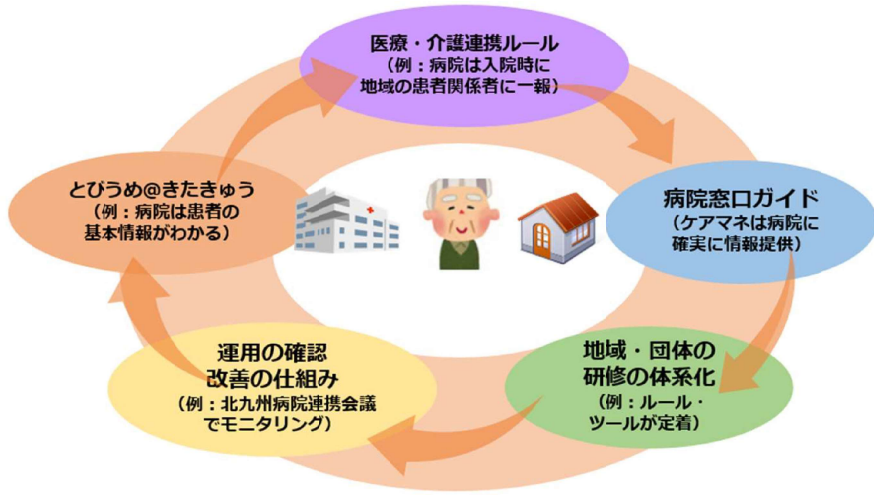 医療・介護連携ルール
(例:病院は入院時に
地域の患者関係者に一報)
とびうめ@きたきゅう
(例:病院は患者の
基本情報がわかる)
病院窓口ガイド
(ケアマネは病院に
確実に情報提供)
運用の確認
改善の仕組み
(例:北九州病院連携会議
でモニタリング)
地域・団体の
研修の体系化
(例:ルール・
ツールが定着)